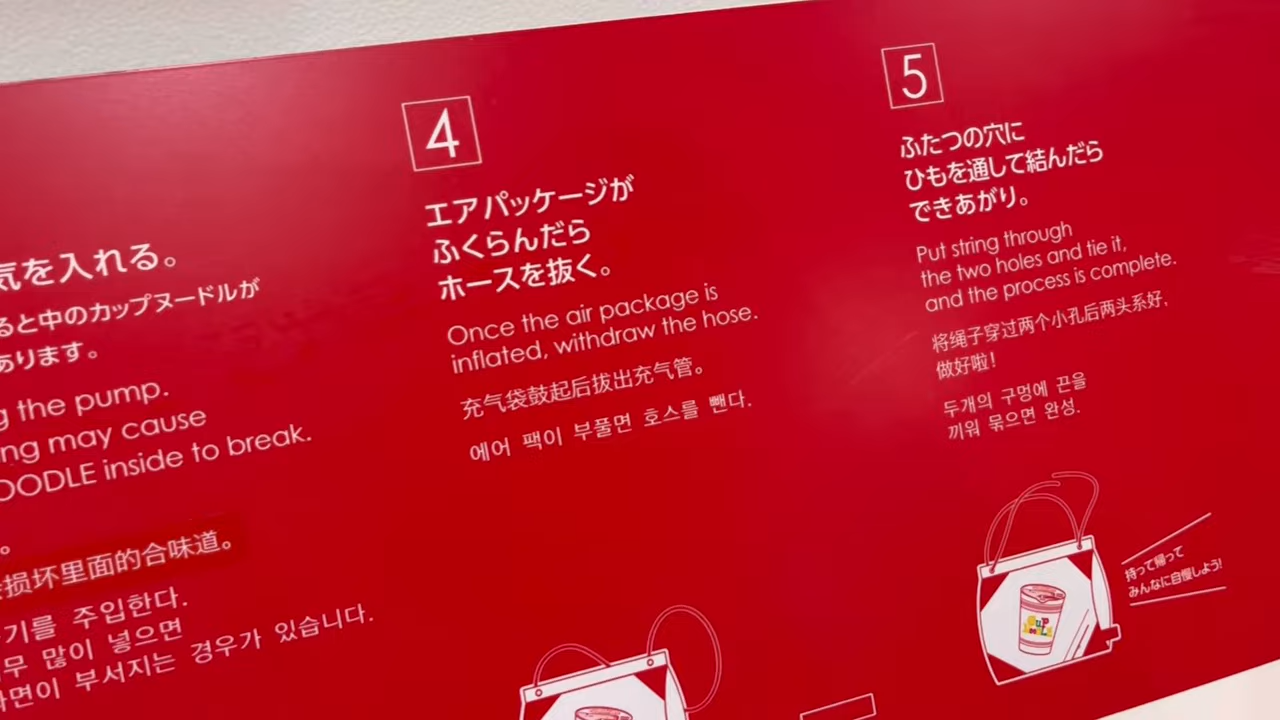 気を入れる。
ると中のカップヌードルが
あります。
the pump.
may cause
inside to break.
损坏里面的合味道。
주입한다.
많이 넣으면
부서지는 경우가 있습니다.
4
エアパッケージが
ふくらんだら
ホースを抜く。
Once the air package is
inflated, withdraw the hose.
充气袋鼓起后拔出充气管。
에어 팩이 부풀면 호스를 뺀다.
5
ふたつの穴に
ひもを通して結んだら
できあがり。
Put string through
the two holes and tie it,
and the process is complete.
将绳子穿过两个小孔后两头系好,
做好啦!
두개의 구멍에 끈을
끼워 묶으면 완성.
持って帰って
みんなに自慢しよう!
CUP
NOODLE